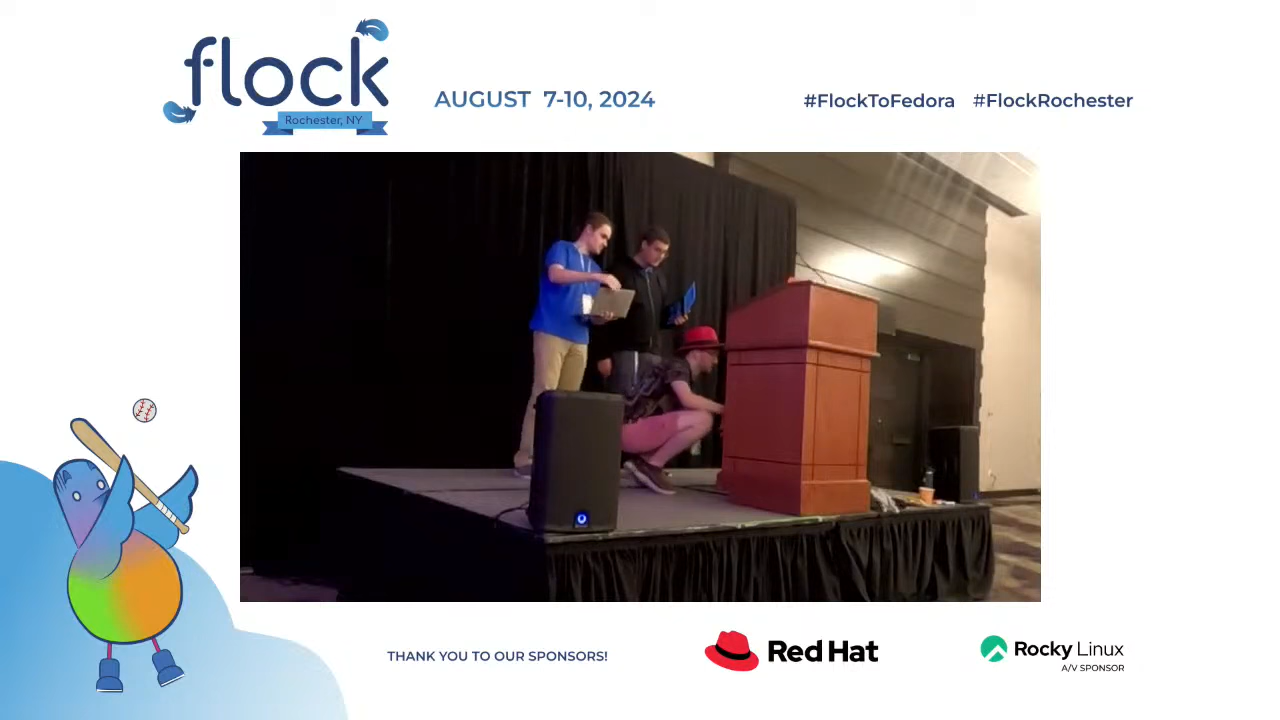 flock
Rochester, NY
AUGUST 7-10, 2024
#FlockToFedora #FlockRochester
THANK YOU TO OUR SPONSORS!
Red Hat
Rocky Linux
A/V SPONSOR